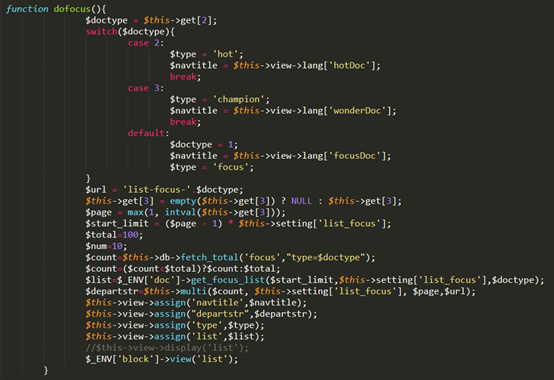 function dofocus(){
$doctype = $this->get[2];
switch($doctype){
case 2:
$type = 'hot';
$navtitle = $this->view->lang['hotDoc'];
break;
case 3:
$type = 'champion';
$navtitle = $this->view->lang['wonderDoc'];
break;
default:
$doctype = 1;
$navtitle = $this->view->lang['focusDoc'];
$type = 'focus';
}
$url = 'list-focus-'.$doctype;
$this->get[3] = empty($this->get[3]) ? NULL : $this->get[3];
$page = max(1, intval($this->get[3]));
$start_limit = ($page - 1) * $this->setting['list_focus'];
$total=100;
$num=10;
$count=$this->db->fetch_total('focus',"type=$doctype");
$count=($count<$total)?$count:$total;
$list=$_ENV['doc']->get_focus_list($start_limit,$this->setting['list_focus'],$doctype);
$departstr=$this->multi($count, $this->setting['list_focus'], $page,$url);
$this->view->assign('navtitle',$navtitle);
$this->view->assign("departstr",$departstr);
$this->view->assign('type',$type);
$this->view->assign('list',$list);
//$this->view->display('list');
$_ENV['block']->view('list');
}